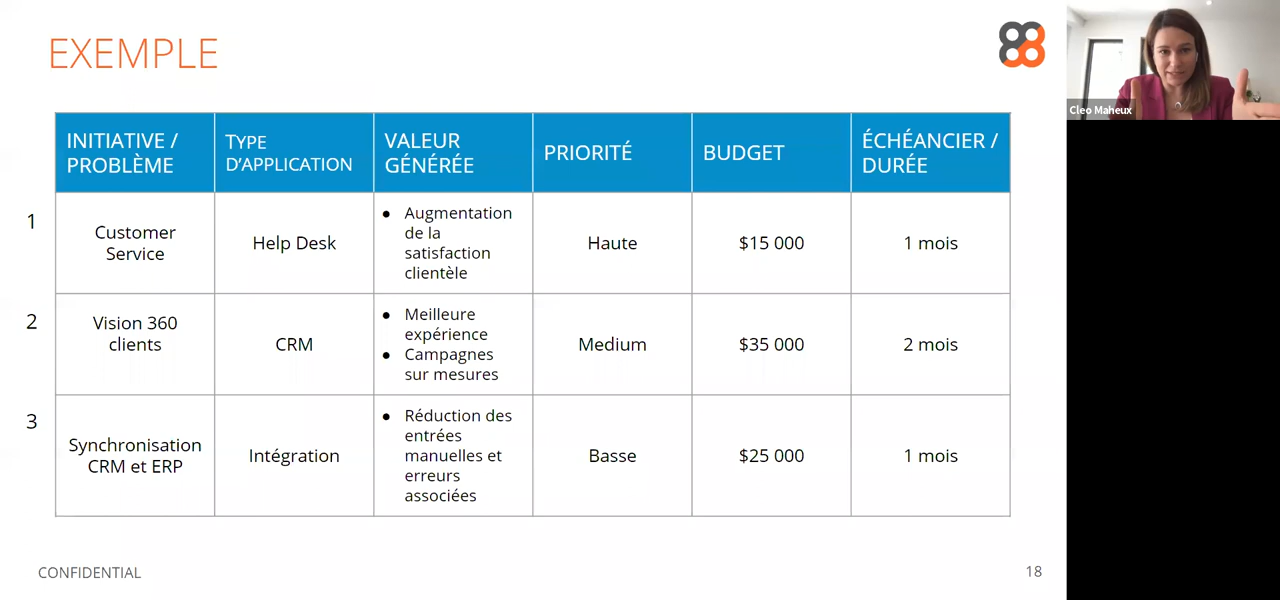 EXEMPLE
Cleo Maheux
INITIATIVE /
PROBLÈME
TYPE
D'APPLICATION
VALEUR
GÉNÉRÉE
PRIORITÉ
BUDGET
ÉCHÉANCIER /
DURÉE
1
Customer
Service
Help Desk
● Augmentation
de la
satisfaction
clientèle
Haute
$15 000
1 mois
2
Vision 360
clients
CRM
● Meilleure
expérience
● Campagnes
sur mesures
Medium
$35 000
2 mois
3
Synchronisation
CRM et ERP
Intégration
● Réduction des
entrées
manuelles et
erreurs
associées
Basse
$25 000
1 mois
CONFIDENTIAL
18